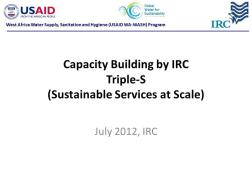 USAID
FROM THE AMERICAN PEOPLE
Global
Water for
Sustainability
IRC
West Africa Water Supply, Sanitation and Hygiene (USAID WA-WASH) Program
Capacity Building by IRC
Triple-S
(Sustainable Services at Scale)
July 2012, IRC